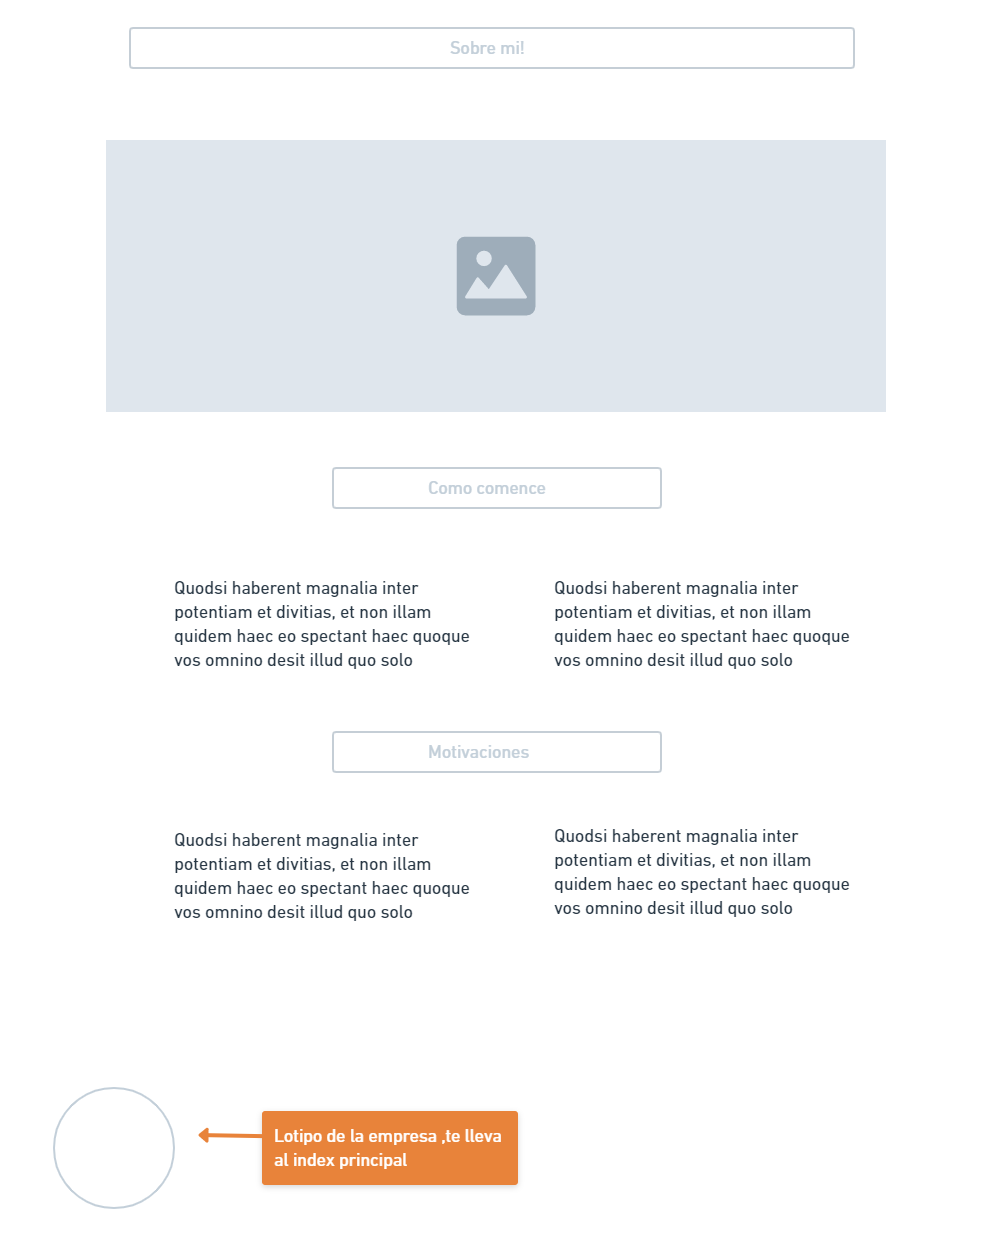 Sobre mi!
Como comence
Quodsi haberent magnalia inter
potentiam et divitias, et non illam
quidem haec eo spectant haec quoque
vos omnino desit illud quo solo
Quodsi haberent magnalia inter
potentiam et divitias, et non illam
quidem haec eo spectant haec quoque
vos omnino desit illud quo solo
Motivaciones
Quodsi haberent magnalia inter
potentiam et divitias, et non illam
quidem haec eo spectant haec quoque
vos omnino desit illud quo solo
Quodsi haberent magnalia inter
potentiam et divitias, et non illam
quidem haec eo spectant haec quoque
vos omnino desit illud quo solo
Lotipo de la empresa ,te lleva
al index principal